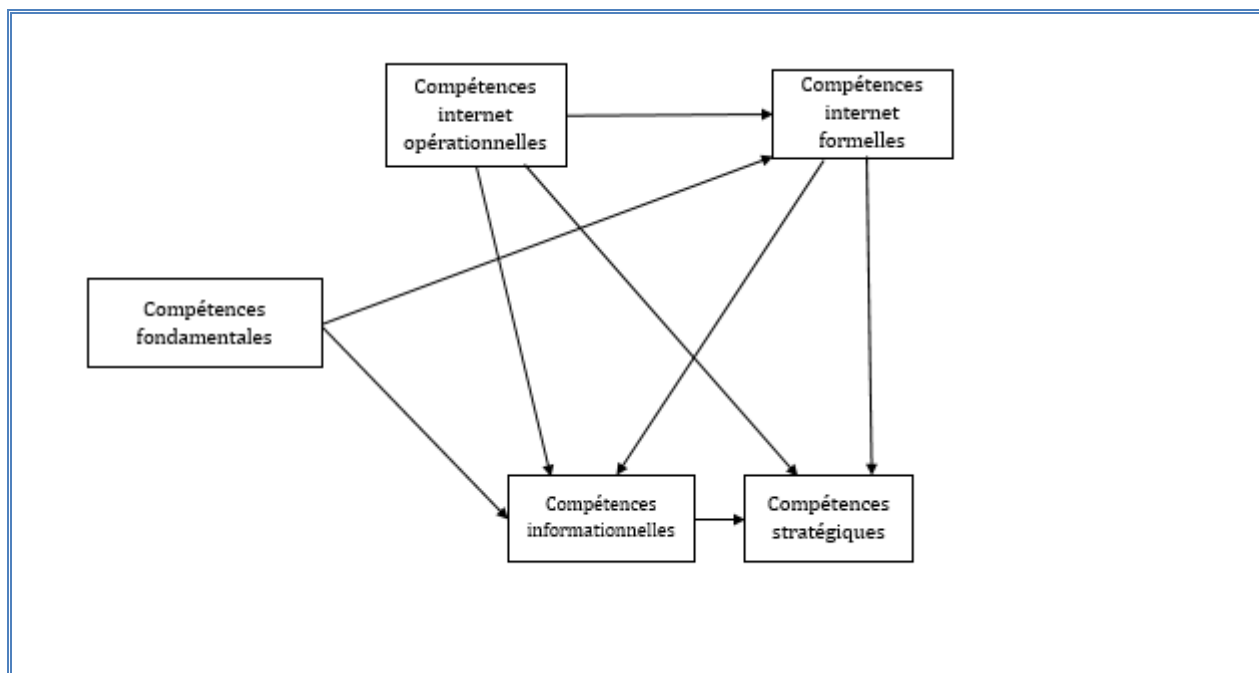 Compétences
internet
opérationnelles
Compétences
internet
formelles
Compétences
fondamentales
Compétences
informationnelles
Compétences
stratégiques